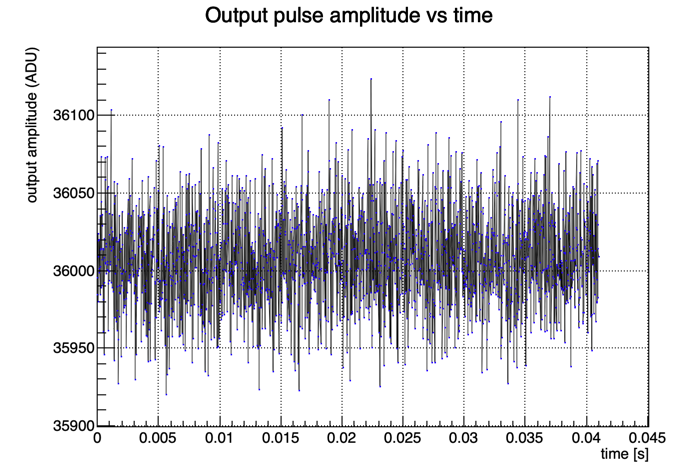 Output pulse amplitude vs time
output amplitude (ADU)
36100
36050
36000
35950
35900
0 0.005 0.01 0.015 0.02 0.025 0.03 0.035 0.04 0.045
time [s]